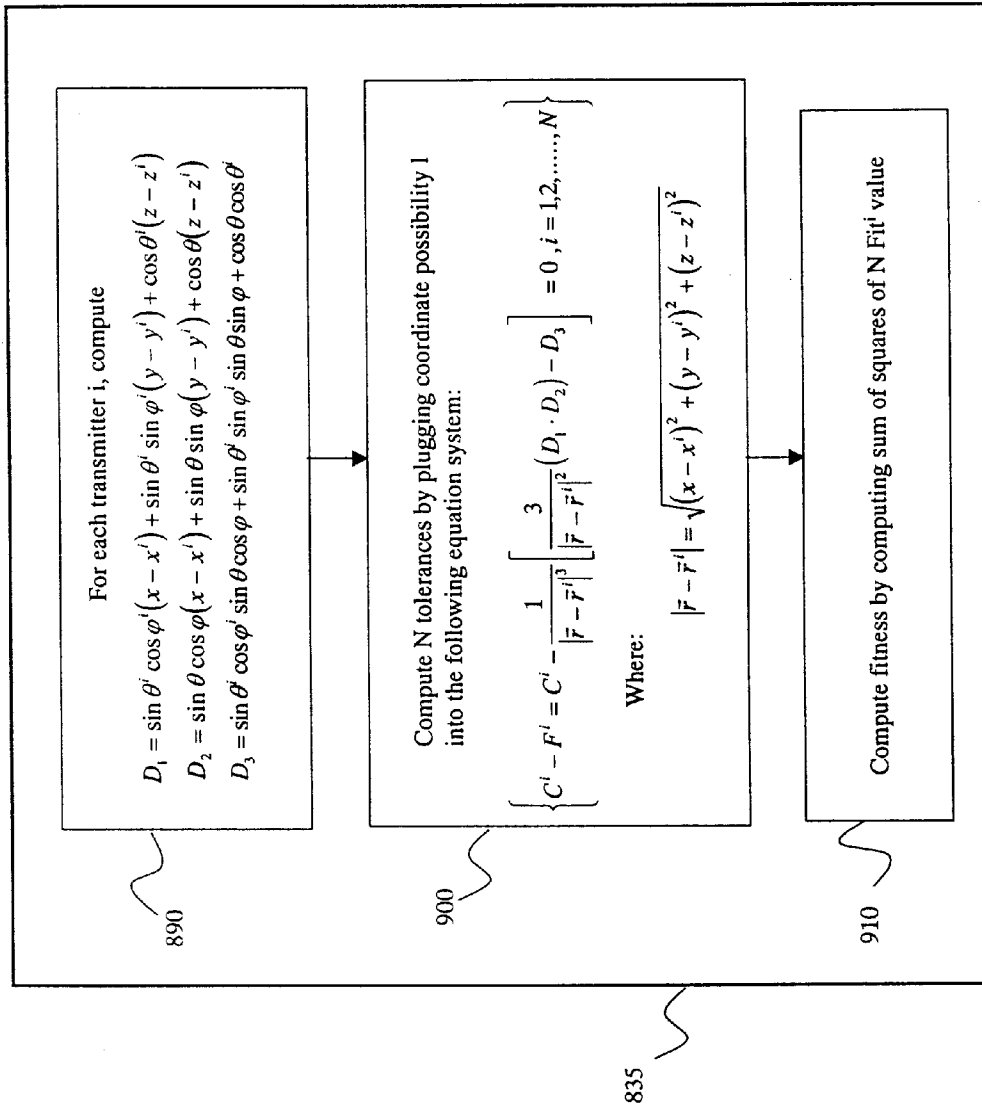 For each transmitter i, compute
D₁ = sin θⁱ cos φⁱ(x − xⁱ) + sin θⁱ sin φⁱ(y − yⁱ) + cos θⁱ(z − zⁱ)
D₂ = sin θ cos φ(x − xⁱ) + sin θ sin φ(y − yⁱ) + cos θ(z − zⁱ)
D₃ = sin θⁱ cos φⁱ sin θ cos φ + sin θⁱ sin φⁱ sin θ sin φ + cos θ cos θⁱ
890
Compute N tolerances by plugging coordinate possibility l
into the following equation system:
{Cⁱ − Fⁱ = Cⁱ − 1/|r̄ − r̄ⁱ|³ [3/|r̄ − r̄ⁱ|² (D₁ · D₂) − D₃] = 0, i = 1,2,.....,N}
Where:
|r̄ − r̄ⁱ| = √((x − xⁱ)² + (y − yⁱ)² + (z − zⁱ)²)
900
Compute fitness by computing sum of squares of N Fitⁱ value
910
835